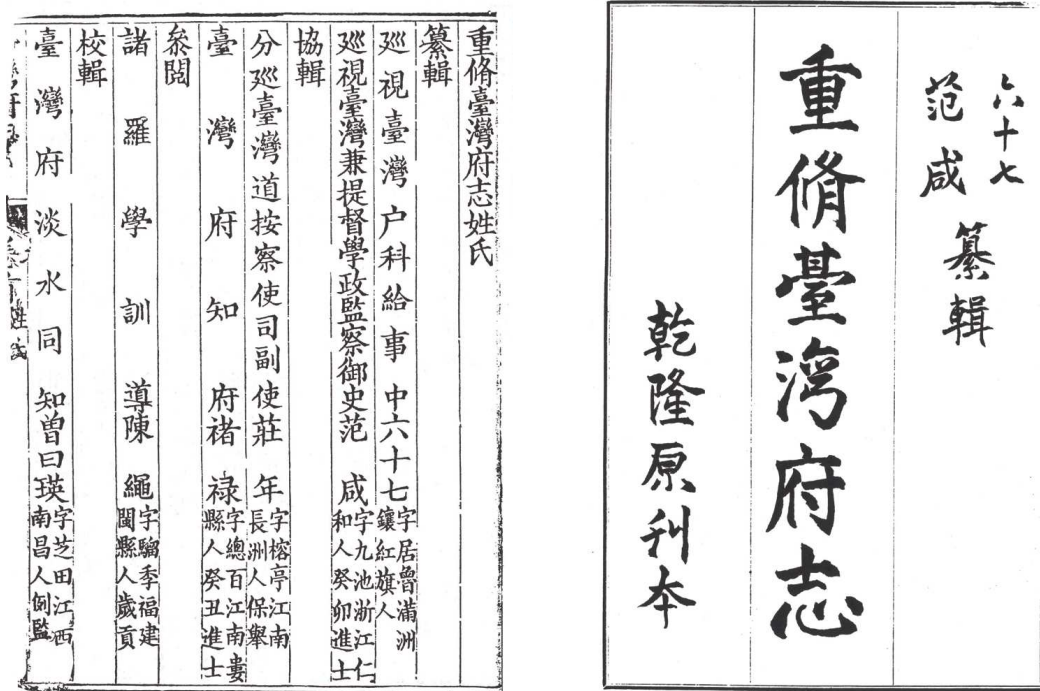 六十七
范咸
纂輯
重脩臺灣府志
乾隆原刊本
重脩臺灣府志姓氏
纂輯
廵視臺灣户科給事中六十七字居魯滿洲鑲紅旗人
廵視臺灣兼提督學政監察御史范咸字九池浙江仁和人癸卯進士
協輯
分廵臺灣道按察使司副使莊年字榕亭江南長洲人保舉
臺灣府知府褚祿字總百江南婁縣人癸丑進士
叅閲
諸羅學訓導陳繩字驑季福建閩縣人歲貢
校輯
臺灣府淡水同知曾曰瑛字芝田江西南昌人例監